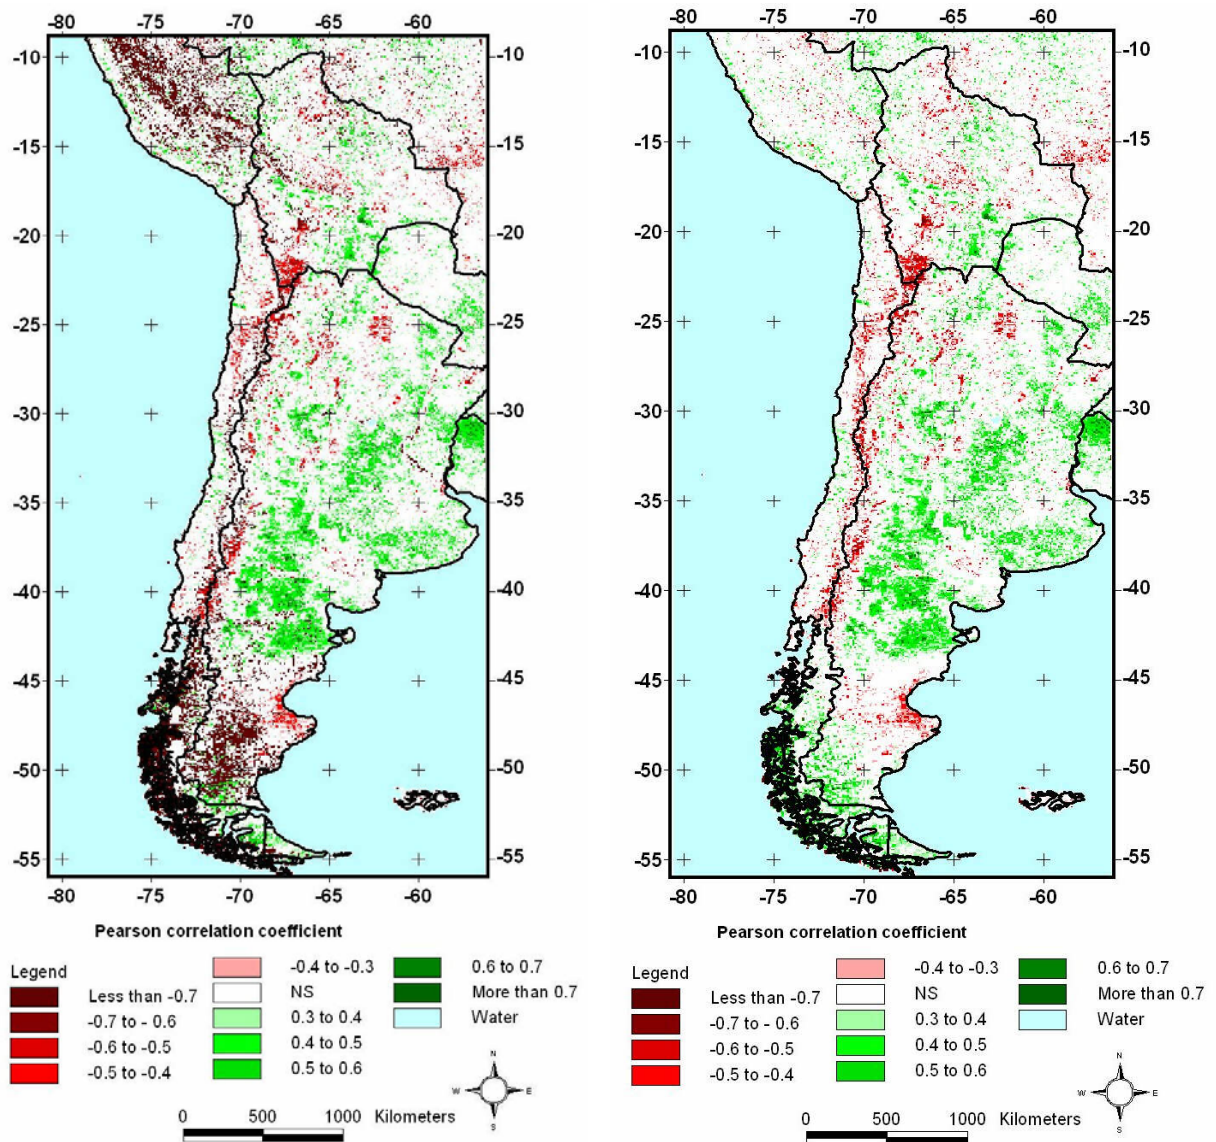 -80 -75 -70 -65 -60
-10 -10
-15 -15
-20 -20
-25 -25
-30 -30
-35 -35
-40 -40
-45 -45
-50 -50
-55 -55
-80 -75 -70 -65 -60
Pearson correlation coefficient
Legend
Less than -0.7
-0.7 to - 0.6
-0.6 to -0.5
-0.5 to -0.4
-0.4 to -0.3
NS
0.3 to 0.4
0.4 to 0.5
0.5 to 0.6
0.6 to 0.7
More than 0.7
Water
N
W E
S
0 500 1000 Kilometers
-80 -75 -70 -65 -60
-10 -10
-15 -15
-20 -20
-25 -25
-30 -30
-35 -35
-40 -40
-45 -45
-50 -50
-55 -55
-80 -75 -70 -65 -60
Pearson correlation coefficient
Legend
Less than -0.7
-0.7 to - 0.6
-0.6 to -0.5
-0.5 to -0.4
-0.4 to -0.3
NS
0.3 to 0.4
0.4 to 0.5
0.5 to 0.6
0.6 to 0.7
More than 0.7
Water
N
W E
S
0 500 1000 Kilometers